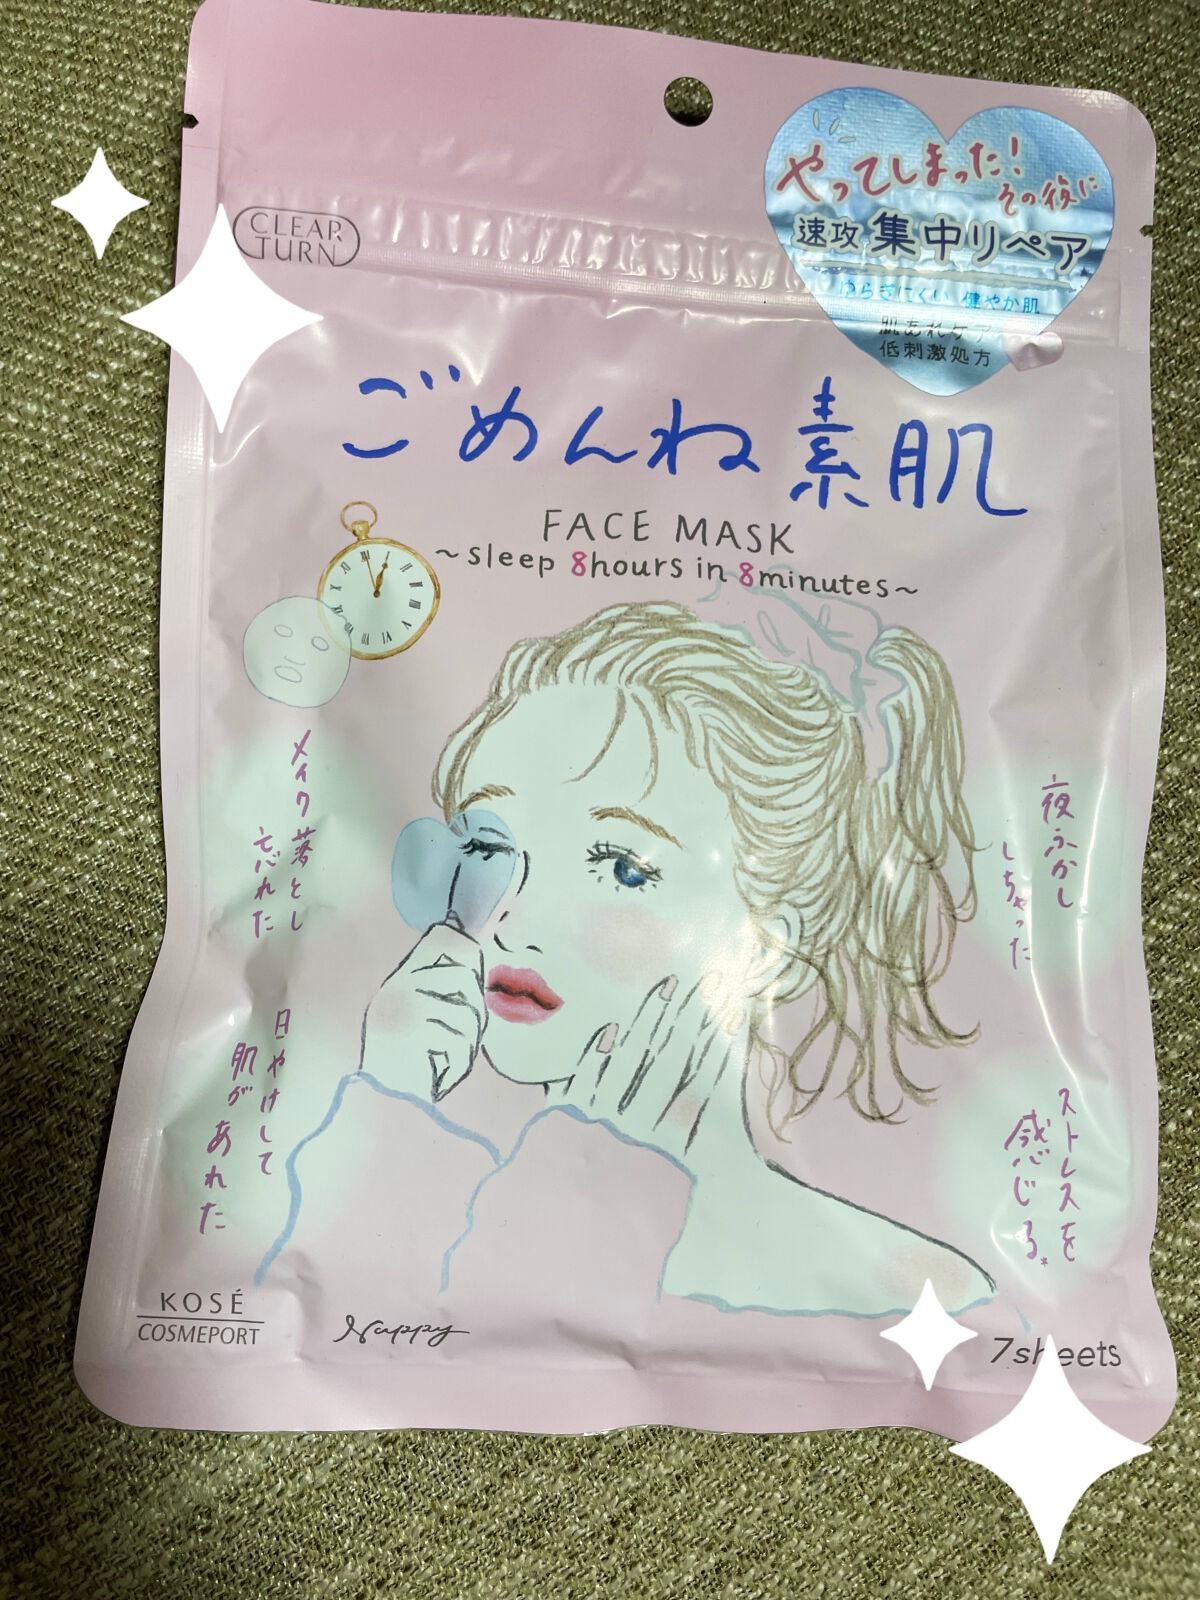 CLEAR
TURN
やってしまった!
その後に
速攻 集中リペア
ゆらぎにくい 健やか肌
肌あれケア
低刺激処方
ごめんね素肌
FACE MASK
~sleep 8hours in 8minutes~
メイク落とし
忘れた
夜ふかし
しちゃった
日やけして
肌があれた
ストレスを
感じる*
KOSÉ
COSMEPORT
Nuppy
7sheets